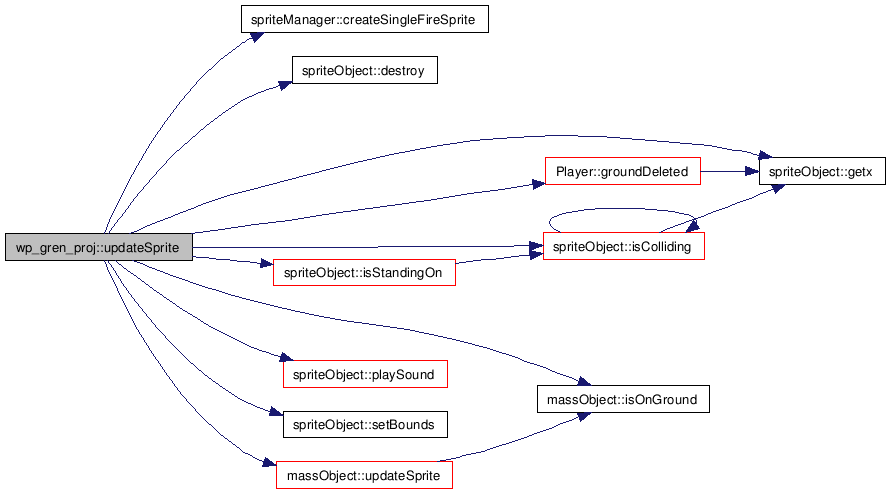 spriteManager::createSingleFireSprite
spriteObject::destroy
Player::groundDeleted
spriteObject::getx
wp_gren_proj::updateSprite
spriteObject::isColliding
spriteObject::isStandingOn
spriteObject::playSound
massObject::isOnGround
spriteObject::setBounds
massObject::updateSprite